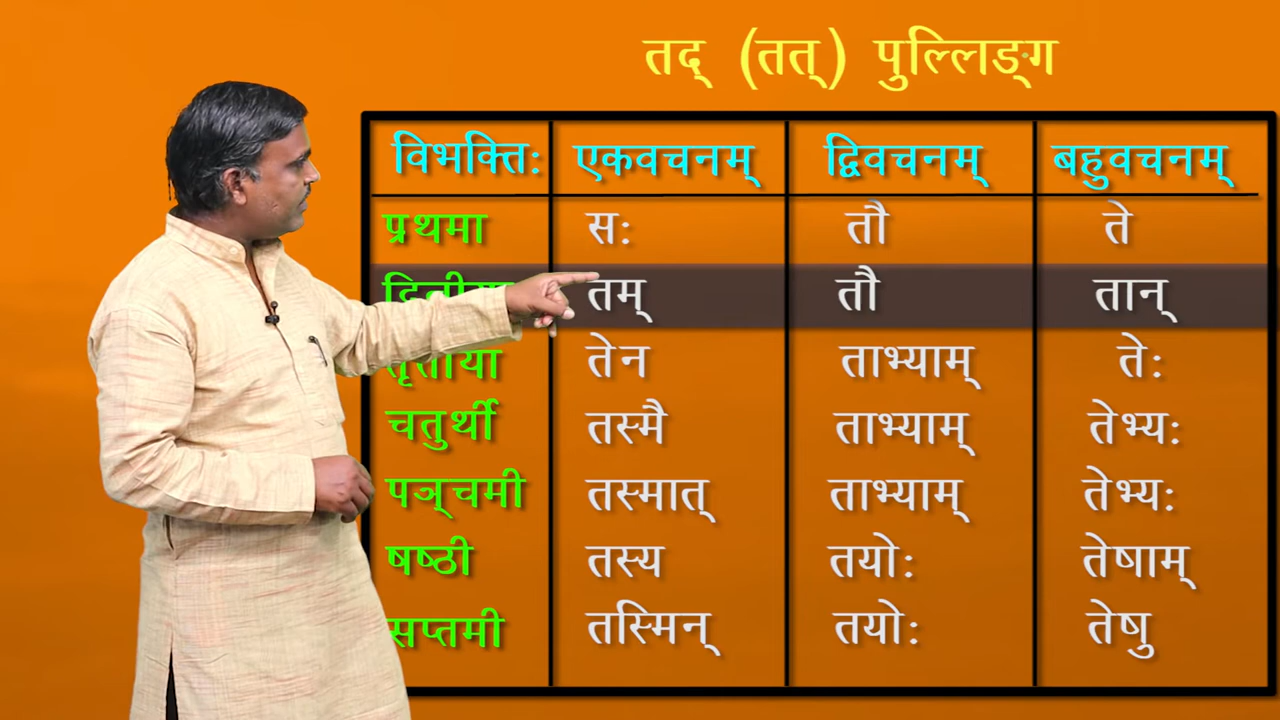 तद् (तत्) पुल्लिङ्ग
विभक्तिः एकवचनम् द्विवचनम् बहुवचनम्
प्रथमा सः तौ ते
द्वितीया तम् तौ तान्
तृतीया तेन ताभ्याम् तेः
चतुर्थी तस्मै ताभ्याम् तेभ्यः
पञ्चमी तस्मात् ताभ्याम् तेभ्यः
षष्ठी तस्य तयोः तेषाम्
सप्तमी तस्मिन् तयोः तेषु